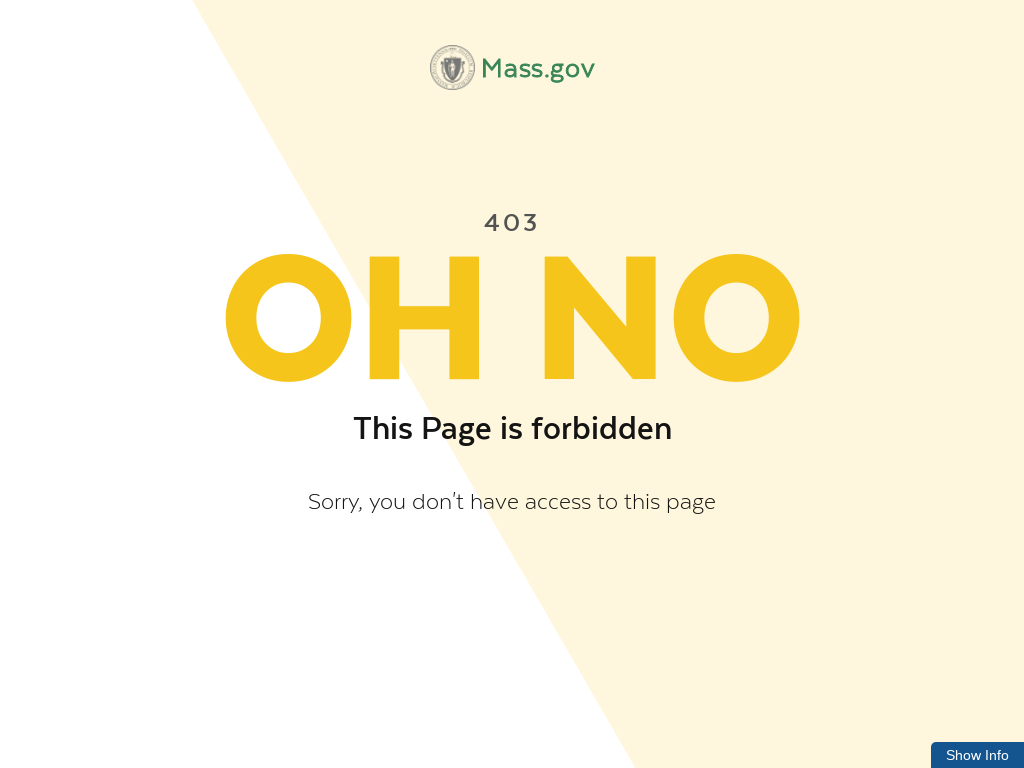 Mass.gov
403
OH NO
This Page is forbidden
Sorry, you don't have access to this page
Show Info